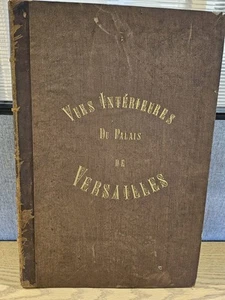 VUES INTÉRIEURES
DU PALAIS
DE
VERSAILLES